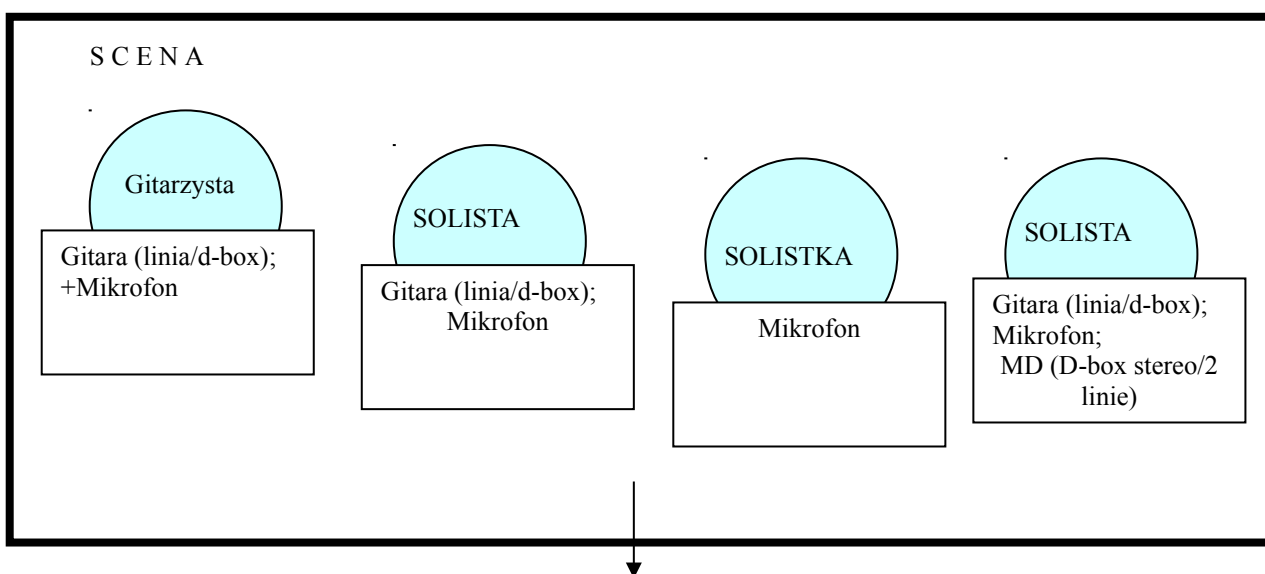 S C E N A
Gitarzysta
Gitara (linia/d-box);
+Mikrofon
SOLISTA
Gitara (linia/d-box);
Mikrofon
SOLISTKA
Mikrofon
SOLISTA
Gitara (linia/d-box);
Mikrofon;
MD (D-box stereo/2
linie)